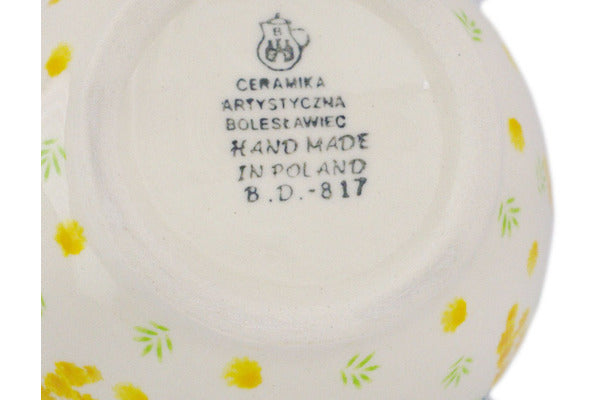 B
CERAMIKA
ARTYSTYCZNA
BOLESŁAWIEC
HAND MADE
IN POLAND
B.D.-817